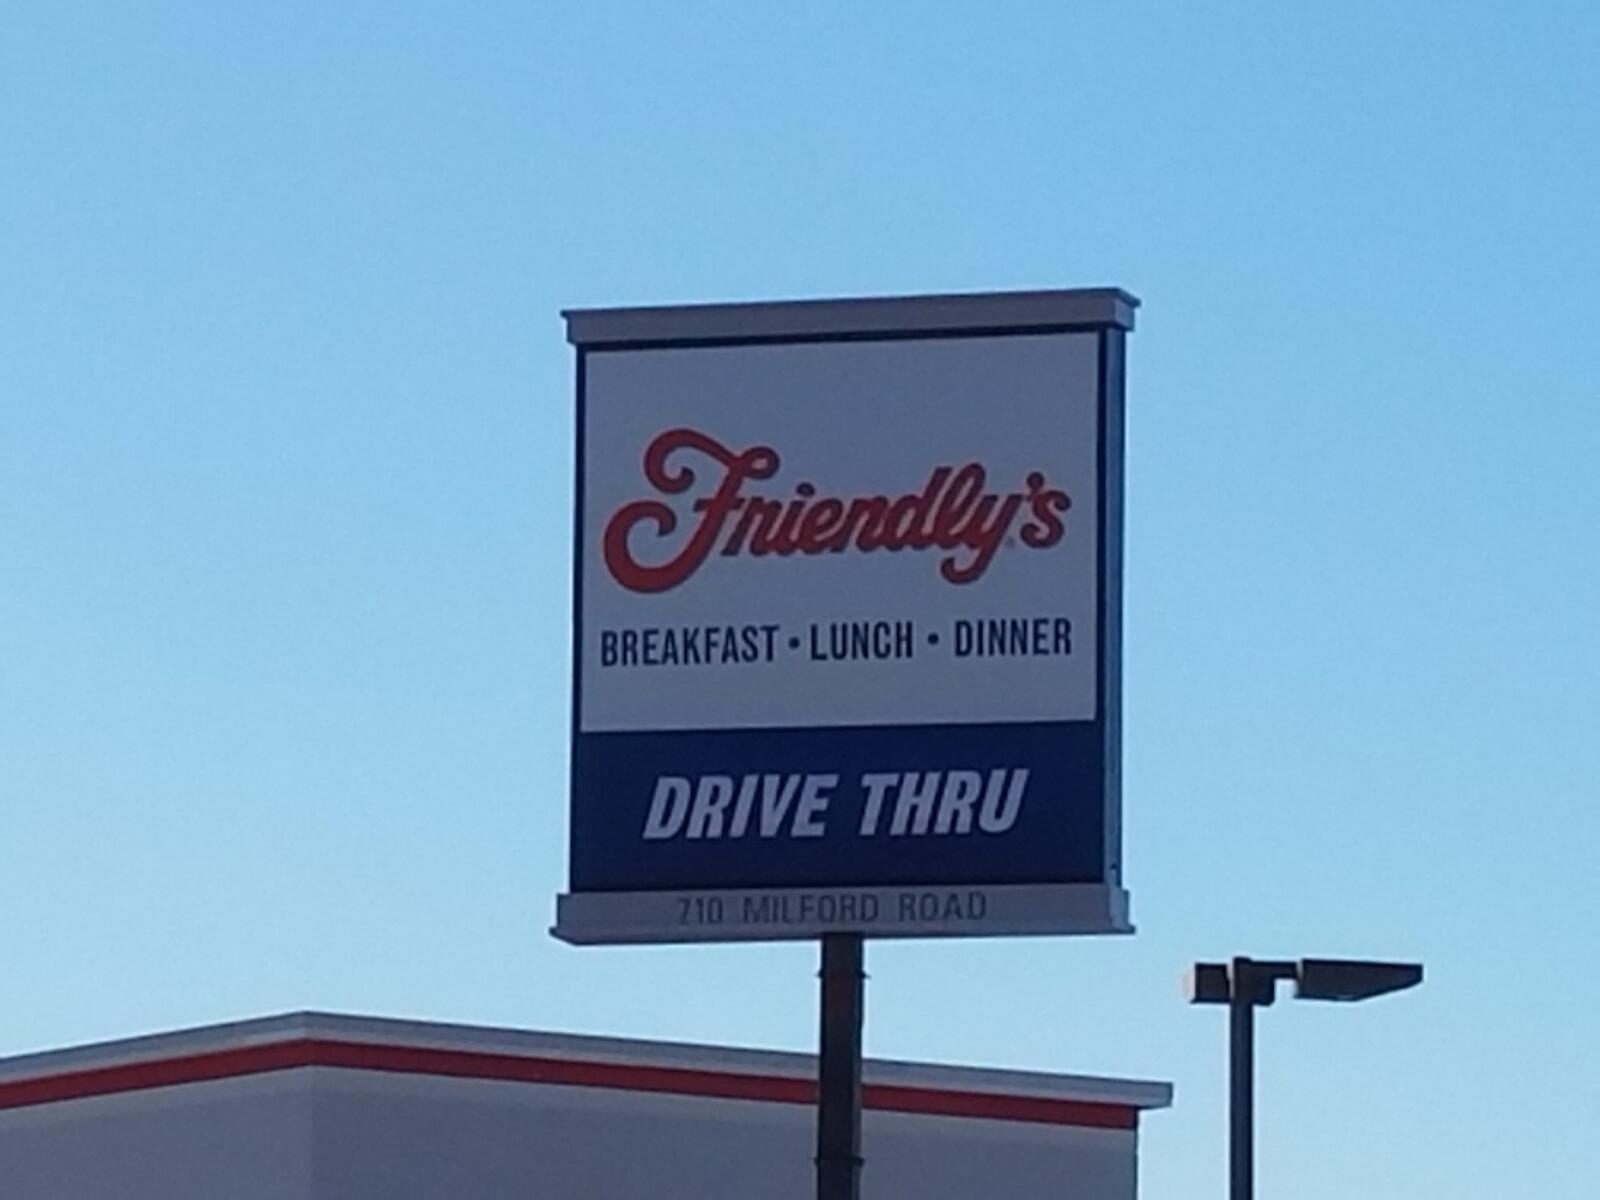 Friendly's
BREAKFAST • LUNCH • DINNER
DRIVE THRU
710 MILFORD ROAD